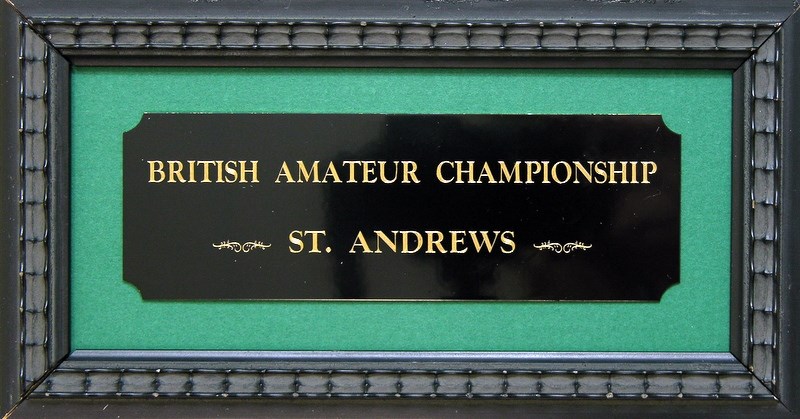 BRITISH AMATEUR CHAMPIONSHIP
ST. ANDREWS